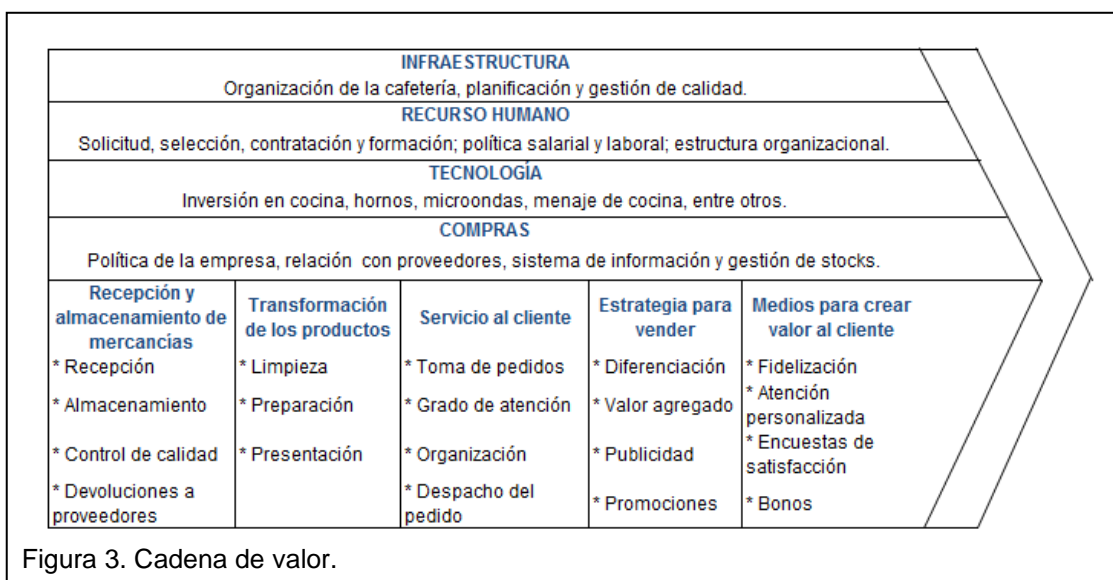 INFRAESTRUCTURA
Organización de la cafetería, planificación y gestión de calidad.
RECURSO HUMANO
Solicitud, selección, contratación y formación; política salarial y laboral; estructura organizacional.
TECNOLOGÍA
Inversión en cocina, hornos, microondas, menaje de cocina, entre otros.
COMPRAS
Política de la empresa, relación con proveedores, sistema de información y gestión de stocks.
Recepción y
almacenamiento de
mercancías
* Recepción
* Almacenamiento
* Control de calidad
* Devoluciones a
proveedores
Transformación
de los productos
* Limpieza
* Preparación
* Presentación
Servicio al cliente
* Toma de pedidos
* Grado de atención
* Organización
* Despacho del
pedido
Estrategia para
vender
* Diferenciación
* Valor agregado
* Publicidad
* Promociones
Medios para crear
valor al cliente
* Fidelización
* Atención
personalizada
* Encuestas de
satisfacción
* Bonos
Figura 3. Cadena de valor.